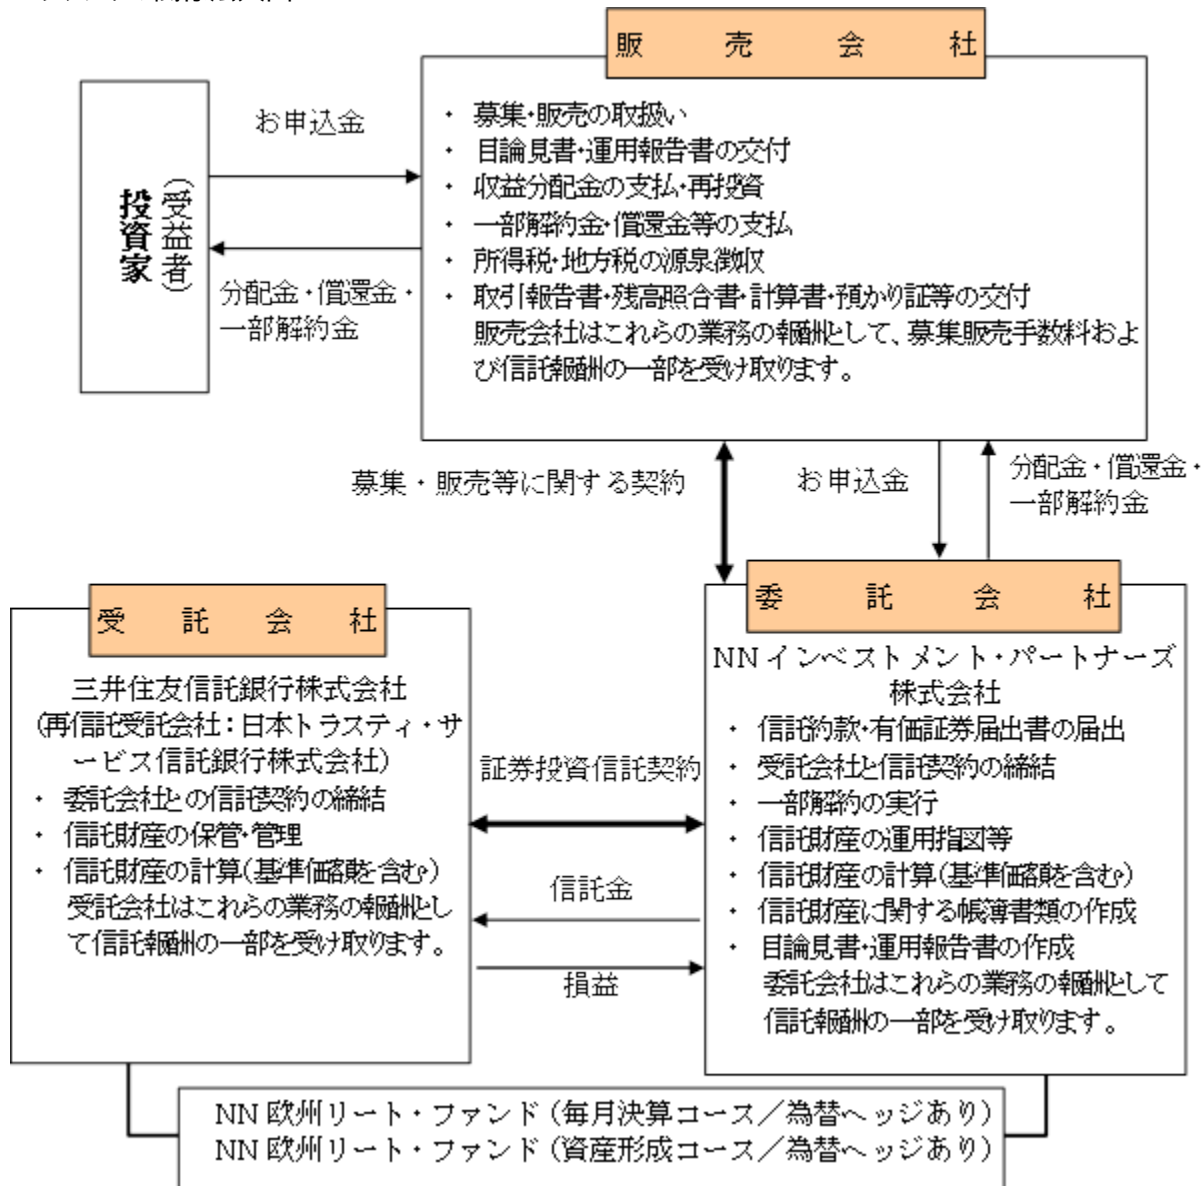 販売会社
・ 募集・販売の取扱い
・ 目論見書・運用報告書の交付
・ 収益分配金の支払・再投資
・ 一部解約金・償還金等の支払
・ 所得税・地方税の源泉徴収
・ 取引報告書・残高照合書・計算書・預かり証等の交付
販売会社はこれらの業務の報酬として、募集販売手数料およ
び信託報酬の一部を受け取ります。
投資家
(受益者)
お申込金
分配金・償還金・
一部解約金
募集・販売等に関する契約
お申込金
分配金・償還金・
一部解約金
受託会社
三井住友信託銀行株式会社
(再信託受託会社：日本トラスティ・サ
ービス信託銀行株式会社)
・ 委託会社との信託契約の締結
・ 信託財産の保管・管理
・ 信託財産の計算(基準価額を含む)
受託会社はこれらの業務の報酬とし
て信託報酬の一部を受け取ります。
証券投資信託契約
信託金
損益
委託会社
NNインベストメント・パートナーズ
株式会社
・ 信託約款・有価証券届出書の届出
・ 受託会社と信託契約の締結
・ 一部解約の実行
・ 信託財産の運用指図等
・ 信託財産の計算(基準価額を含む)
・ 信託財産に関する帳簿書類の作成
・ 目論見書・運用報告書の作成
委託会社はこれらの業務の報酬として
信託報酬の一部を受け取ります。
NN欧州リート・ファンド（毎月決算コース／為替ヘッジあり）
NN欧州リート・ファンド（資産形成コース／為替ヘッジあり）